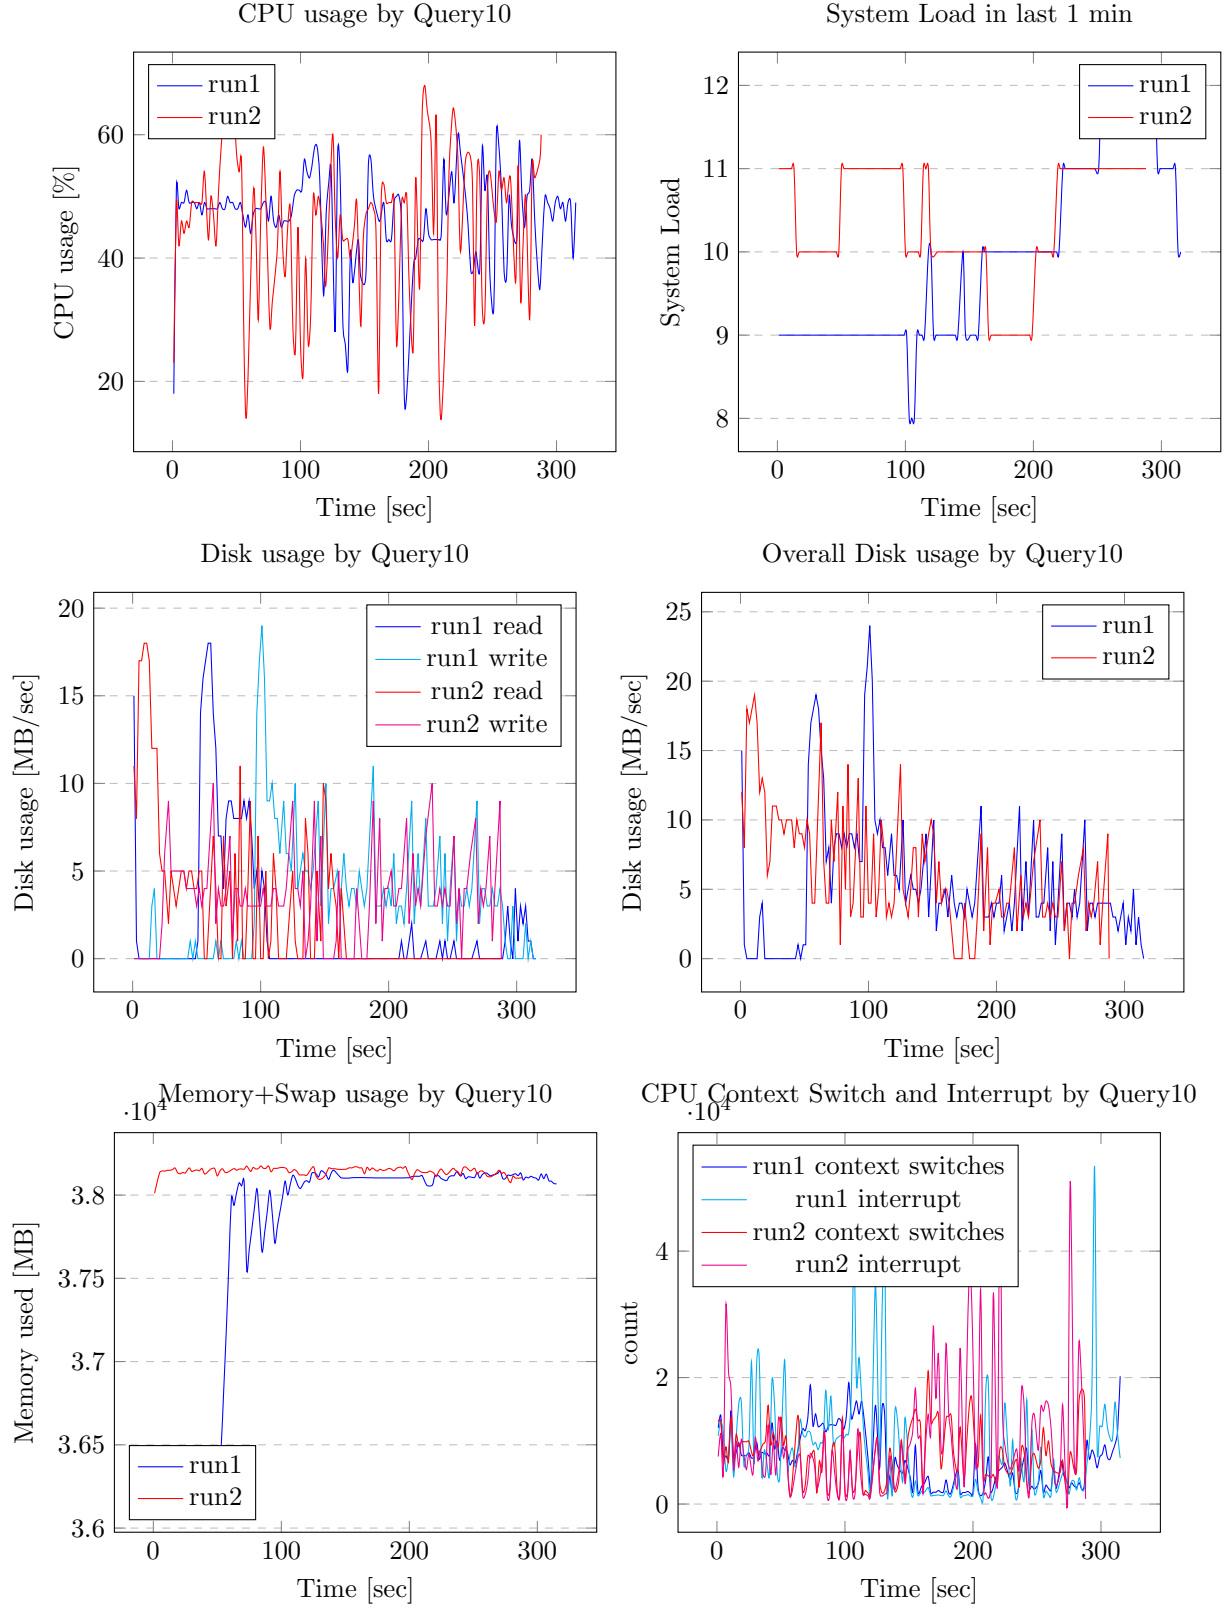 CPU usage by Query10
run1
run2
60
40
20
CPU usage [%]
0 100 200 300
Time [sec]
System Load in last 1 min
run1
run2
12
11
10
9
8
System Load
0 100 200 300
Time [sec]
Disk usage by Query10
run1 read
run1 write
run2 read
run2 write
20
15
10
5
0
Disk usage [MB/sec]
0 100 200 300
Time [sec]
Overall Disk usage by Query10
run1
run2
25
20
15
10
5
0
Disk usage [MB/sec]
0 100 200 300
Time [sec]
Memory+Swap usage by Query10
·10⁴
3.8
3.75
3.7
3.65
3.6
Memory used [MB]
run1
run2
0 100 200 300
Time [sec]
CPU Context Switch and Interrupt by Query10
·10⁴
run1 context switches
run1 interrupt
run2 context switches
run2 interrupt
4
2
0
count
0 100 200 300
Time [sec]